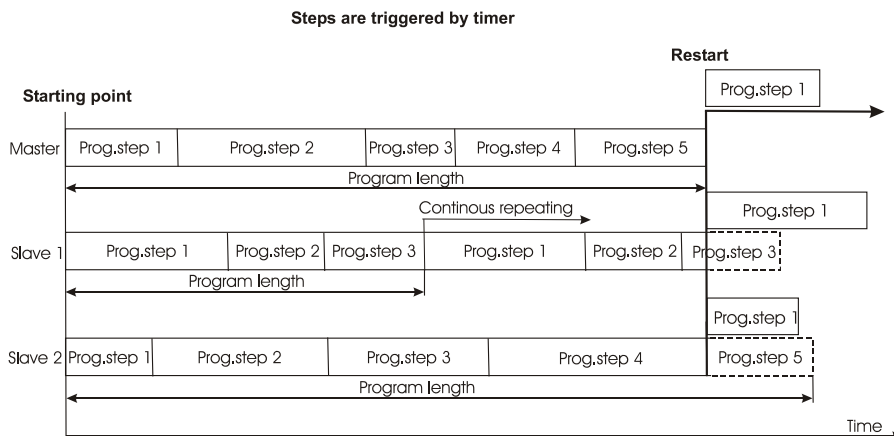 Steps are triggered by timer
Restart
Prog.step 1
Starting point
Master Prog.step 1 Prog.step 2 Prog.step 3 Prog.step 4 Prog.step 5
Program length
Continous repeating
Prog.step 1
Slave 1 Prog.step 1 Prog.step 2 Prog.step 3 Prog.step 1 Prog.step 2 Prog.step 3
Program length
Prog.step 1
Slave 2 Prog.step 1 Prog.step 2 Prog.step 3 Prog.step 4 Prog.step 5
Program length
Time